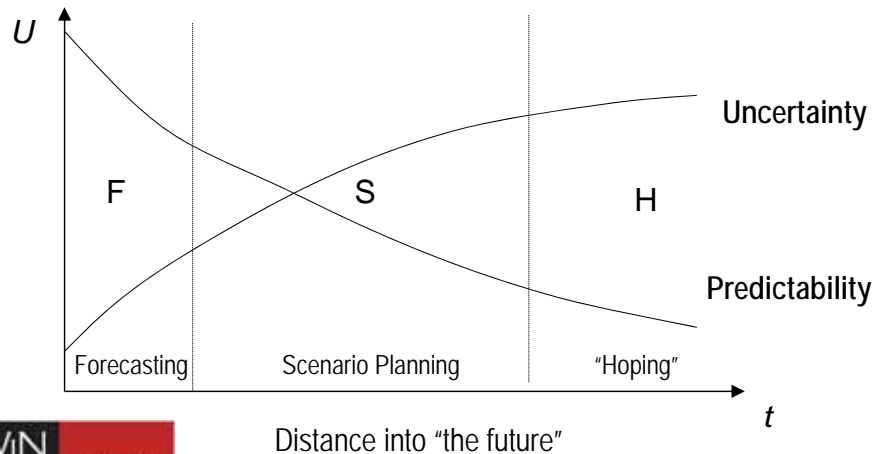 U
Uncertainty
F
S
H
Predictability
Forecasting
Scenario Planning
“Hoping”
t
Distance into “the future”